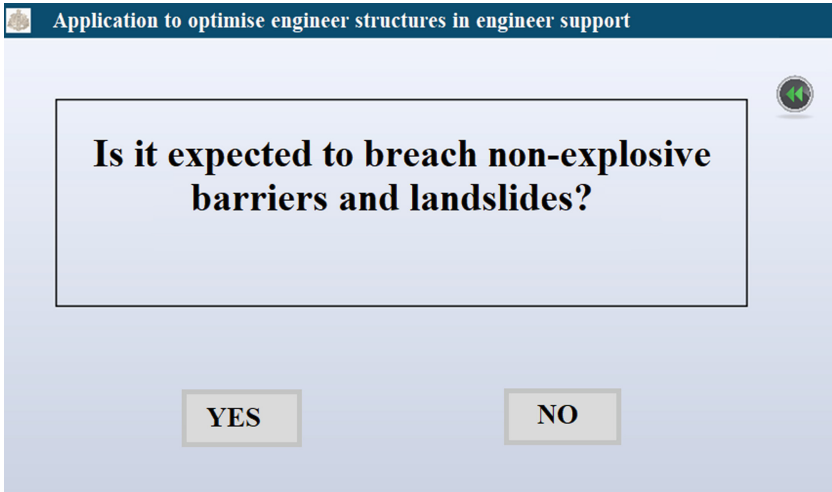 Application to optimise engineer structures in engineer support
Is it expected to breach non-explosive
barriers and landslides?
YES
NO